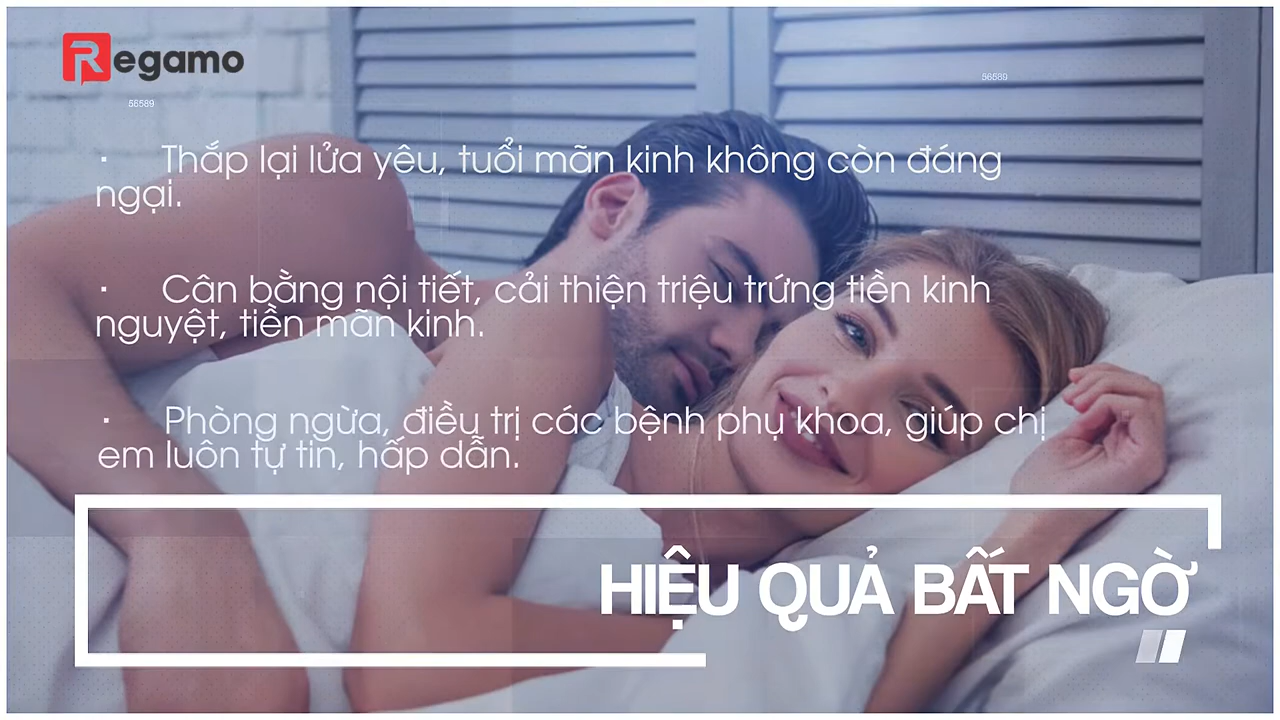 Regamo
56589
56589
· Thắp lại lửa yêu, tuổi mãn kinh không còn đáng
ngại.
· Cân bằng nội tiết, cải thiện triệu trứng tiền kinh
nguyệt, tiền mãn kinh.
· Phòng ngừa, điều trị các bệnh phụ khoa, giúp chị
em luôn tự tin, hấp dẫn.
HIỆU QUẢ BẤT NGỜ